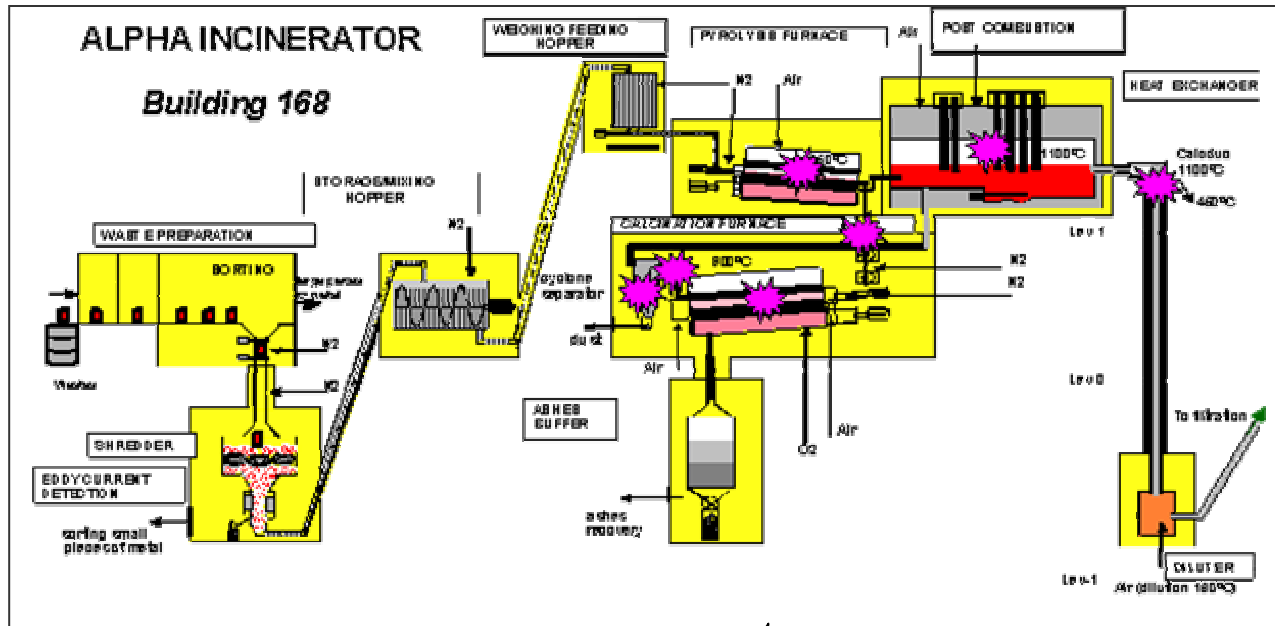 ALPHA INCINERATOR
Building 168
WEIGHING FEEDING
HOPPER
PYROLYSIS FURNACE
Air
POST COMBUSTION
HEAT EXCHANGER
N2
Air
1100°C
Caloduc
1100°C
450°C
STORAGE/MIXING
HOPPER
N2
WASTE PREPARATION
SORTING
CALCINATION FURNACE
900°C
Lev 1
N2
N2
cyclone
separator
dust
N2
N2
Air
Lev 0
ASHES
BUFFER
Air
O2
To filtration
SHREDDER
EDDY CURRENT
DETECTION
sorting small
pieces of metal
ashes
recovery
DILUTER
Lev-1
Air (dilution 160°C)